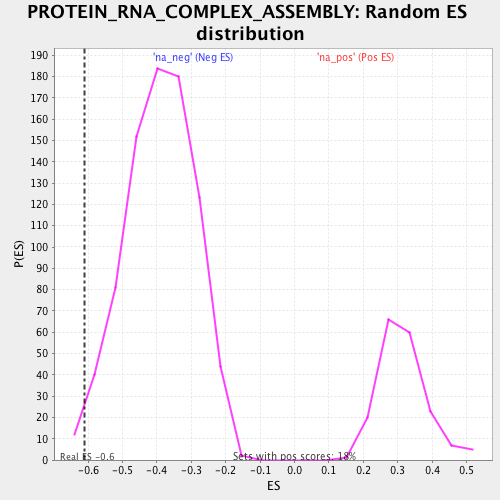 PROTEIN_RNA_COMPLEX_ASSEMBLY: Random ES
distribution
'na_neg' (Neg ES)
'na_pos' (Pos ES)
190
180
170
160
150
140
130
120
110
100
90
80
70
60
50
40
30
20
10
0
P(ES)
Real ES -0.6
Sets with pos scores: 18%
-0.6 -0.5 -0.4 -0.3 -0.2 -0.1 0.0 0.1 0.2 0.3 0.4 0.5
ES